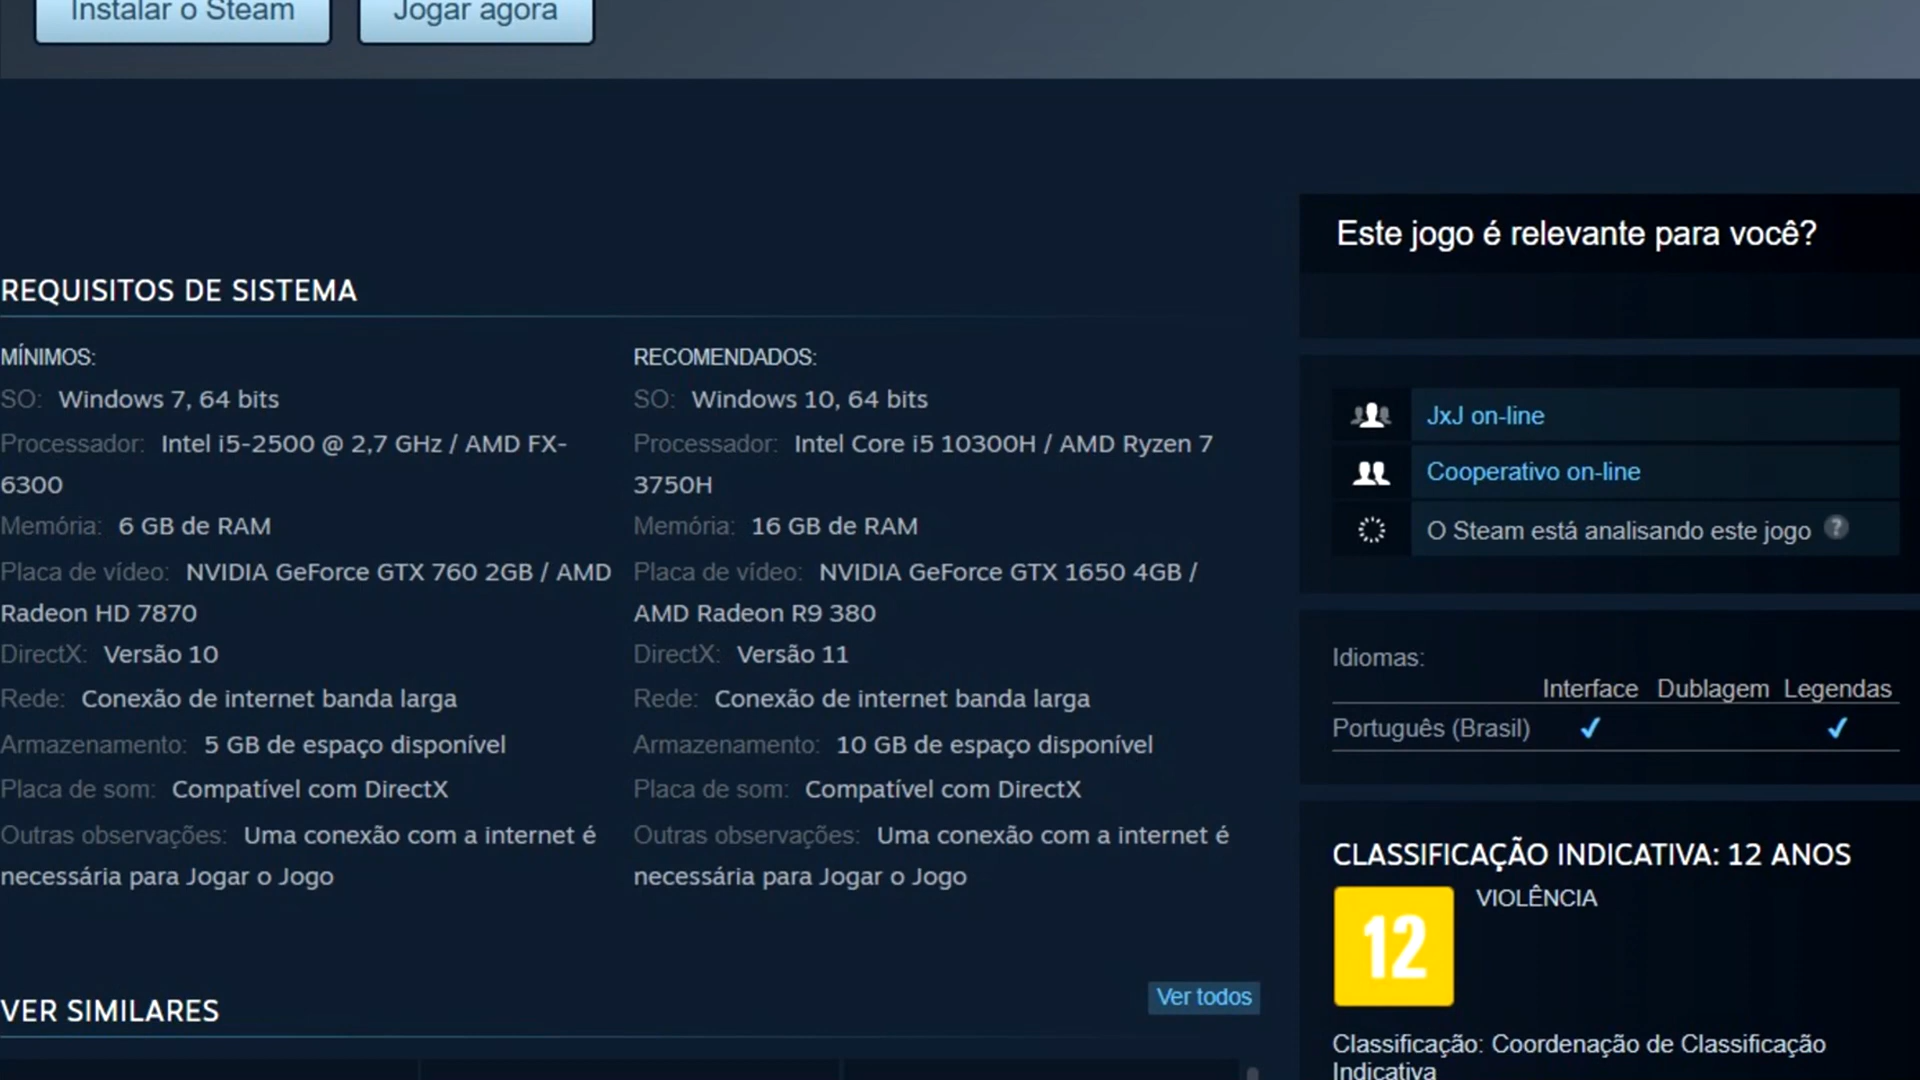 Instalar o Steam
Jogar agora
Este jogo é relevante para você?
REQUISITOS DE SISTEMA
MÍNIMOS:
SO: Windows 7, 64 bits
Processador: Intel i5-2500 @ 2,7 GHz / AMD FX-
6300
Memória: 6 GB de RAM
Placa de vídeo: NVIDIA GeForce GTX 760 2GB / AMD
Radeon HD 7870
DirectX: Versão 10
Rede: Conexão de internet banda larga
Armazenamento: 5 GB de espaço disponível
Placa de som: Compatível com DirectX
Outras observações: Uma conexão com a internet é
necessária para Jogar o Jogo
RECOMENDADOS:
SO: Windows 10, 64 bits
Processador: Intel Core i5 10300H / AMD Ryzen 7
3750H
Memória: 16 GB de RAM
Placa de vídeo: NVIDIA GeForce GTX 1650 4GB /
AMD Radeon R9 380
DirectX: Versão 11
Rede: Conexão de internet banda larga
Armazenamento: 10 GB de espaço disponível
Placa de som: Compatível com DirectX
Outras observações: Uma conexão com a internet é
necessária para Jogar o Jogo
JxJ on-line
Cooperativo on-line
O Steam está analisando este jogo ?
Idiomas:
Interface Dublagem Legendas
Português (Brasil) ✔ ✔
CLASSIFICAÇÃO INDICATIVA: 12 ANOS
12
VIOLÊNCIA
Classificação: Coordenação de Classificação
Indicativa
VER SIMILARES
Ver todos